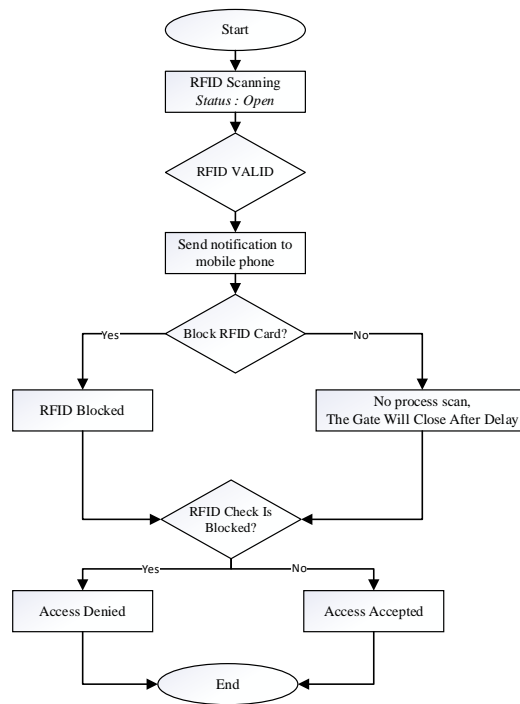 Start
RFID Scanning
Status : Open
RFID VALID
Send notification to
mobile phone
Block RFID Card?
Yes
No
RFID Blocked
No process scan,
The Gate Will Close After Delay
RFID Check Is
Blocked?
Yes
No
Access Denied
Access Accepted
End